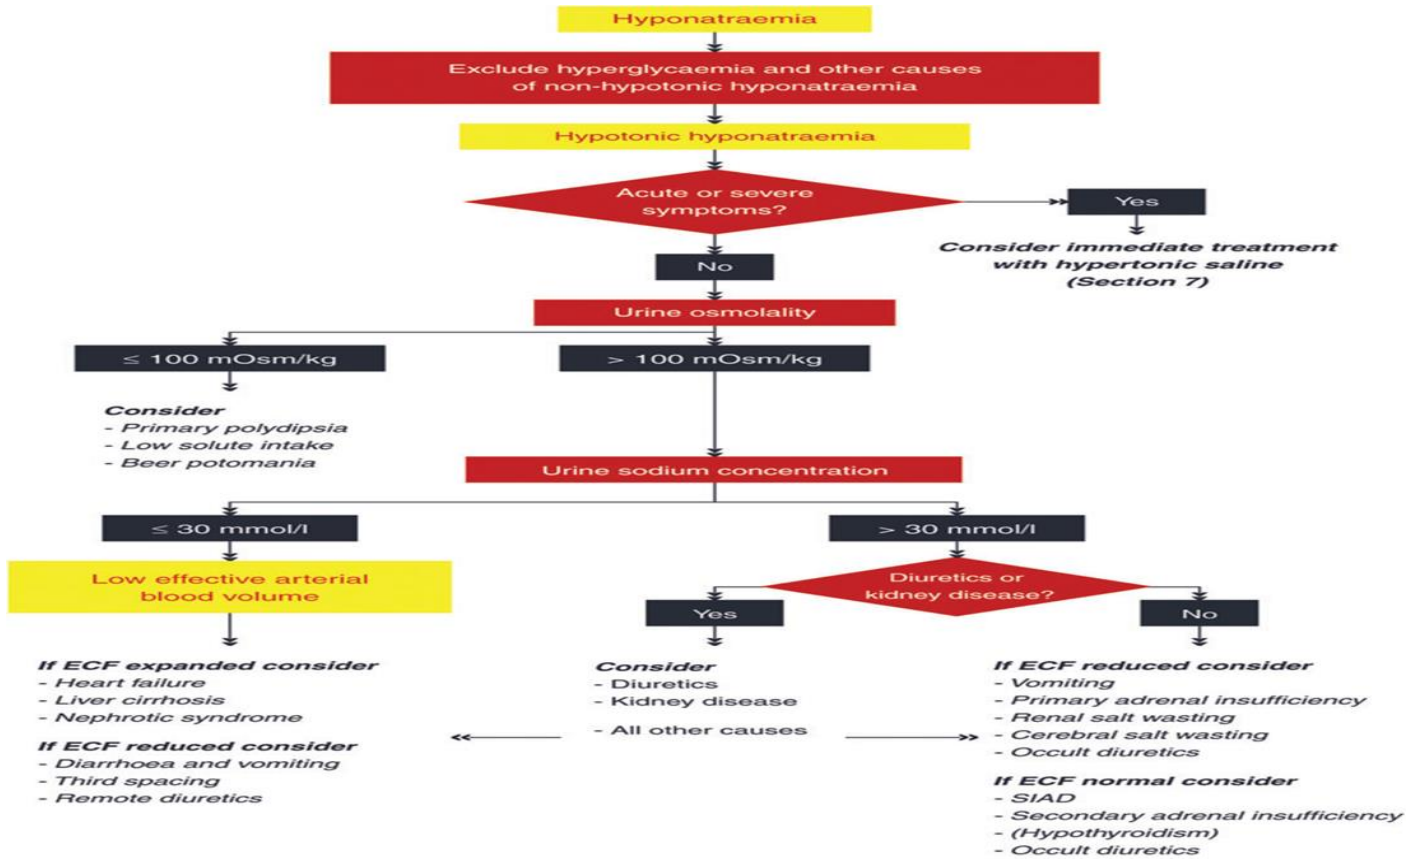 Hyponatraemia
Exclude hyperglycaemia and other causes
of non-hypotonic hyponatraemia
Hypotonic hyponatraemia
Acute or severe
symptoms?
Yes
Consider immediate treatment
with hypertonic saline
(Section 7)
No
Urine osmolality
≤ 100 mOsm/kg
> 100 mOsm/kg
Consider
- Primary polydipsia
- Low solute intake
- Beer potomania
Urine sodium concentration
≤ 30 mmol/l
> 30 mmol/l
Low effective arterial
blood volume
Diuretics or
kidney disease?
Yes
No
If ECF expanded consider
- Heart failure
- Liver cirrhosis
- Nephrotic syndrome
If ECF reduced consider
- Diarrhoea and vomiting
- Third spacing
- Remote diuretics
Consider
- Diuretics
- Kidney disease
- All other causes
If ECF reduced consider
- Vomiting
- Primary adrenal insufficiency
- Renal salt wasting
- Cerebral salt wasting
- Occult diuretics
If ECF normal consider
- SIAD
- Secondary adrenal insufficiency
- (Hypothyroidism)
- Occult diuretics